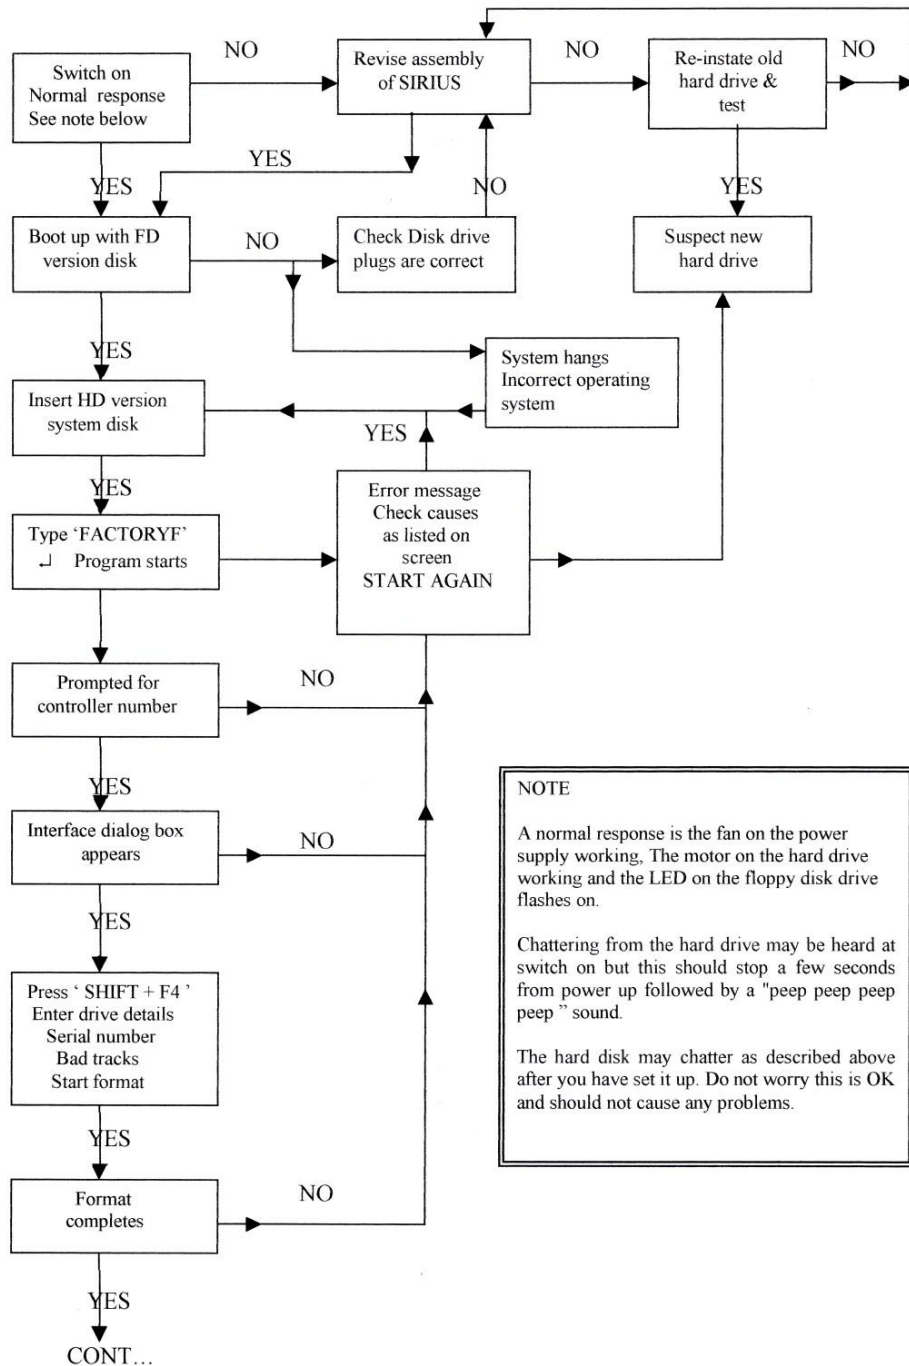 NO
NO
NO
Switch on
Normal response
See note below
Revise assembly
of SIRIUS
Re-instate old
hard drive &
test
YES
YES
NO
YES
Boot up with FD
version disk
NO
Check Disk drive
plugs are correct
Suspect new
hard drive
YES
System hangs
Incorrect operating
system
Insert HD version
system disk
YES
YES
Error message
Check causes
as listed on
screen
START AGAIN
Type ‘FACTORYF’
↵ Program starts
Prompted for
controller number
NO
YES
Interface dialog box
appears
NO
YES
Press ‘ SHIFT + F4 ’
Enter drive details
Serial number
Bad tracks
Start format
YES
Format
completes
NO
YES
CONT...
NOTE
A normal response is the fan on the power
supply working, The motor on the hard drive
working and the LED on the floppy disk drive
flashes on.
Chattering from the hard drive may be heard at
switch on but this should stop a few seconds
from power up followed by a "peep peep peep
peep ” sound.
The hard disk may chatter as described above
after you have set it up. Do not worry this is OK
and should not cause any problems.